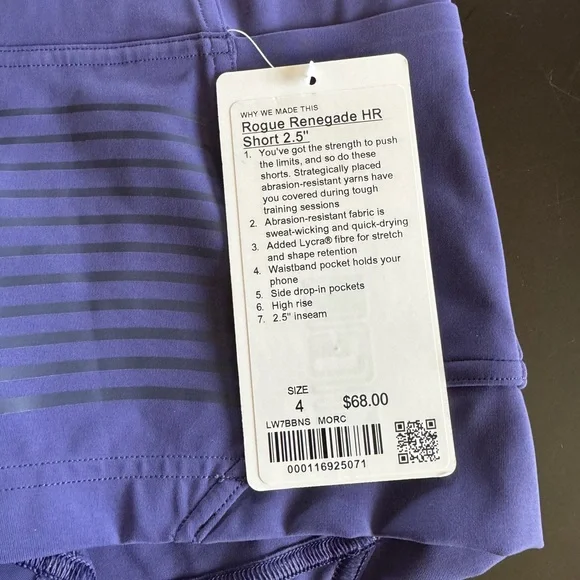 WHY WE MADE THIS
Rogue Renegade HR
Short 2.5"
1. You've got the strength to push
the limits, and so do these
shorts. Strategically placed
abrasion-resistant yarns have
you covered during tough
training sessions
2. Abrasion-resistant fabric is
sweat-wicking and quick-drying
3. Added Lycra® fibre for stretch
and shape retention
4. Waistband pocket holds your
phone
5. Side drop-in pockets
6. High rise
7. 2.5" inseam
SIZE
4 $68.00
LW7BBNS MORC
000116925071